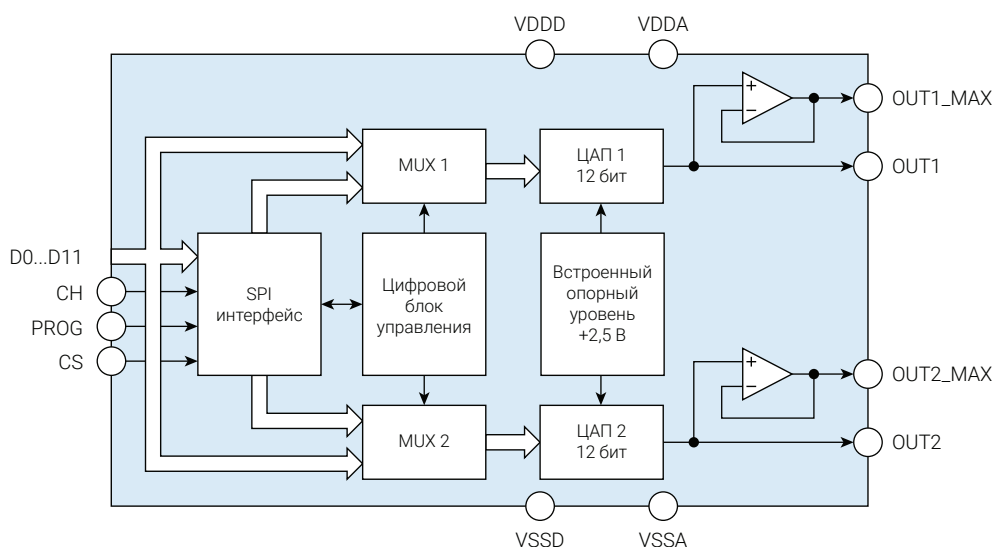 VDDD
VDDA
OUT1_MAX
MUX 1
ЦАП 1
12 бит
OUT1
D0...D11
CH
PROG
CS
SPI
интерфейс
Цифровой
блок
управления
Встроенный
опорный
уровень
+2,5 В
OUT2_MAX
MUX 2
ЦАП 2
12 бит
OUT2
VSSD
VSSA
+
−
+
−